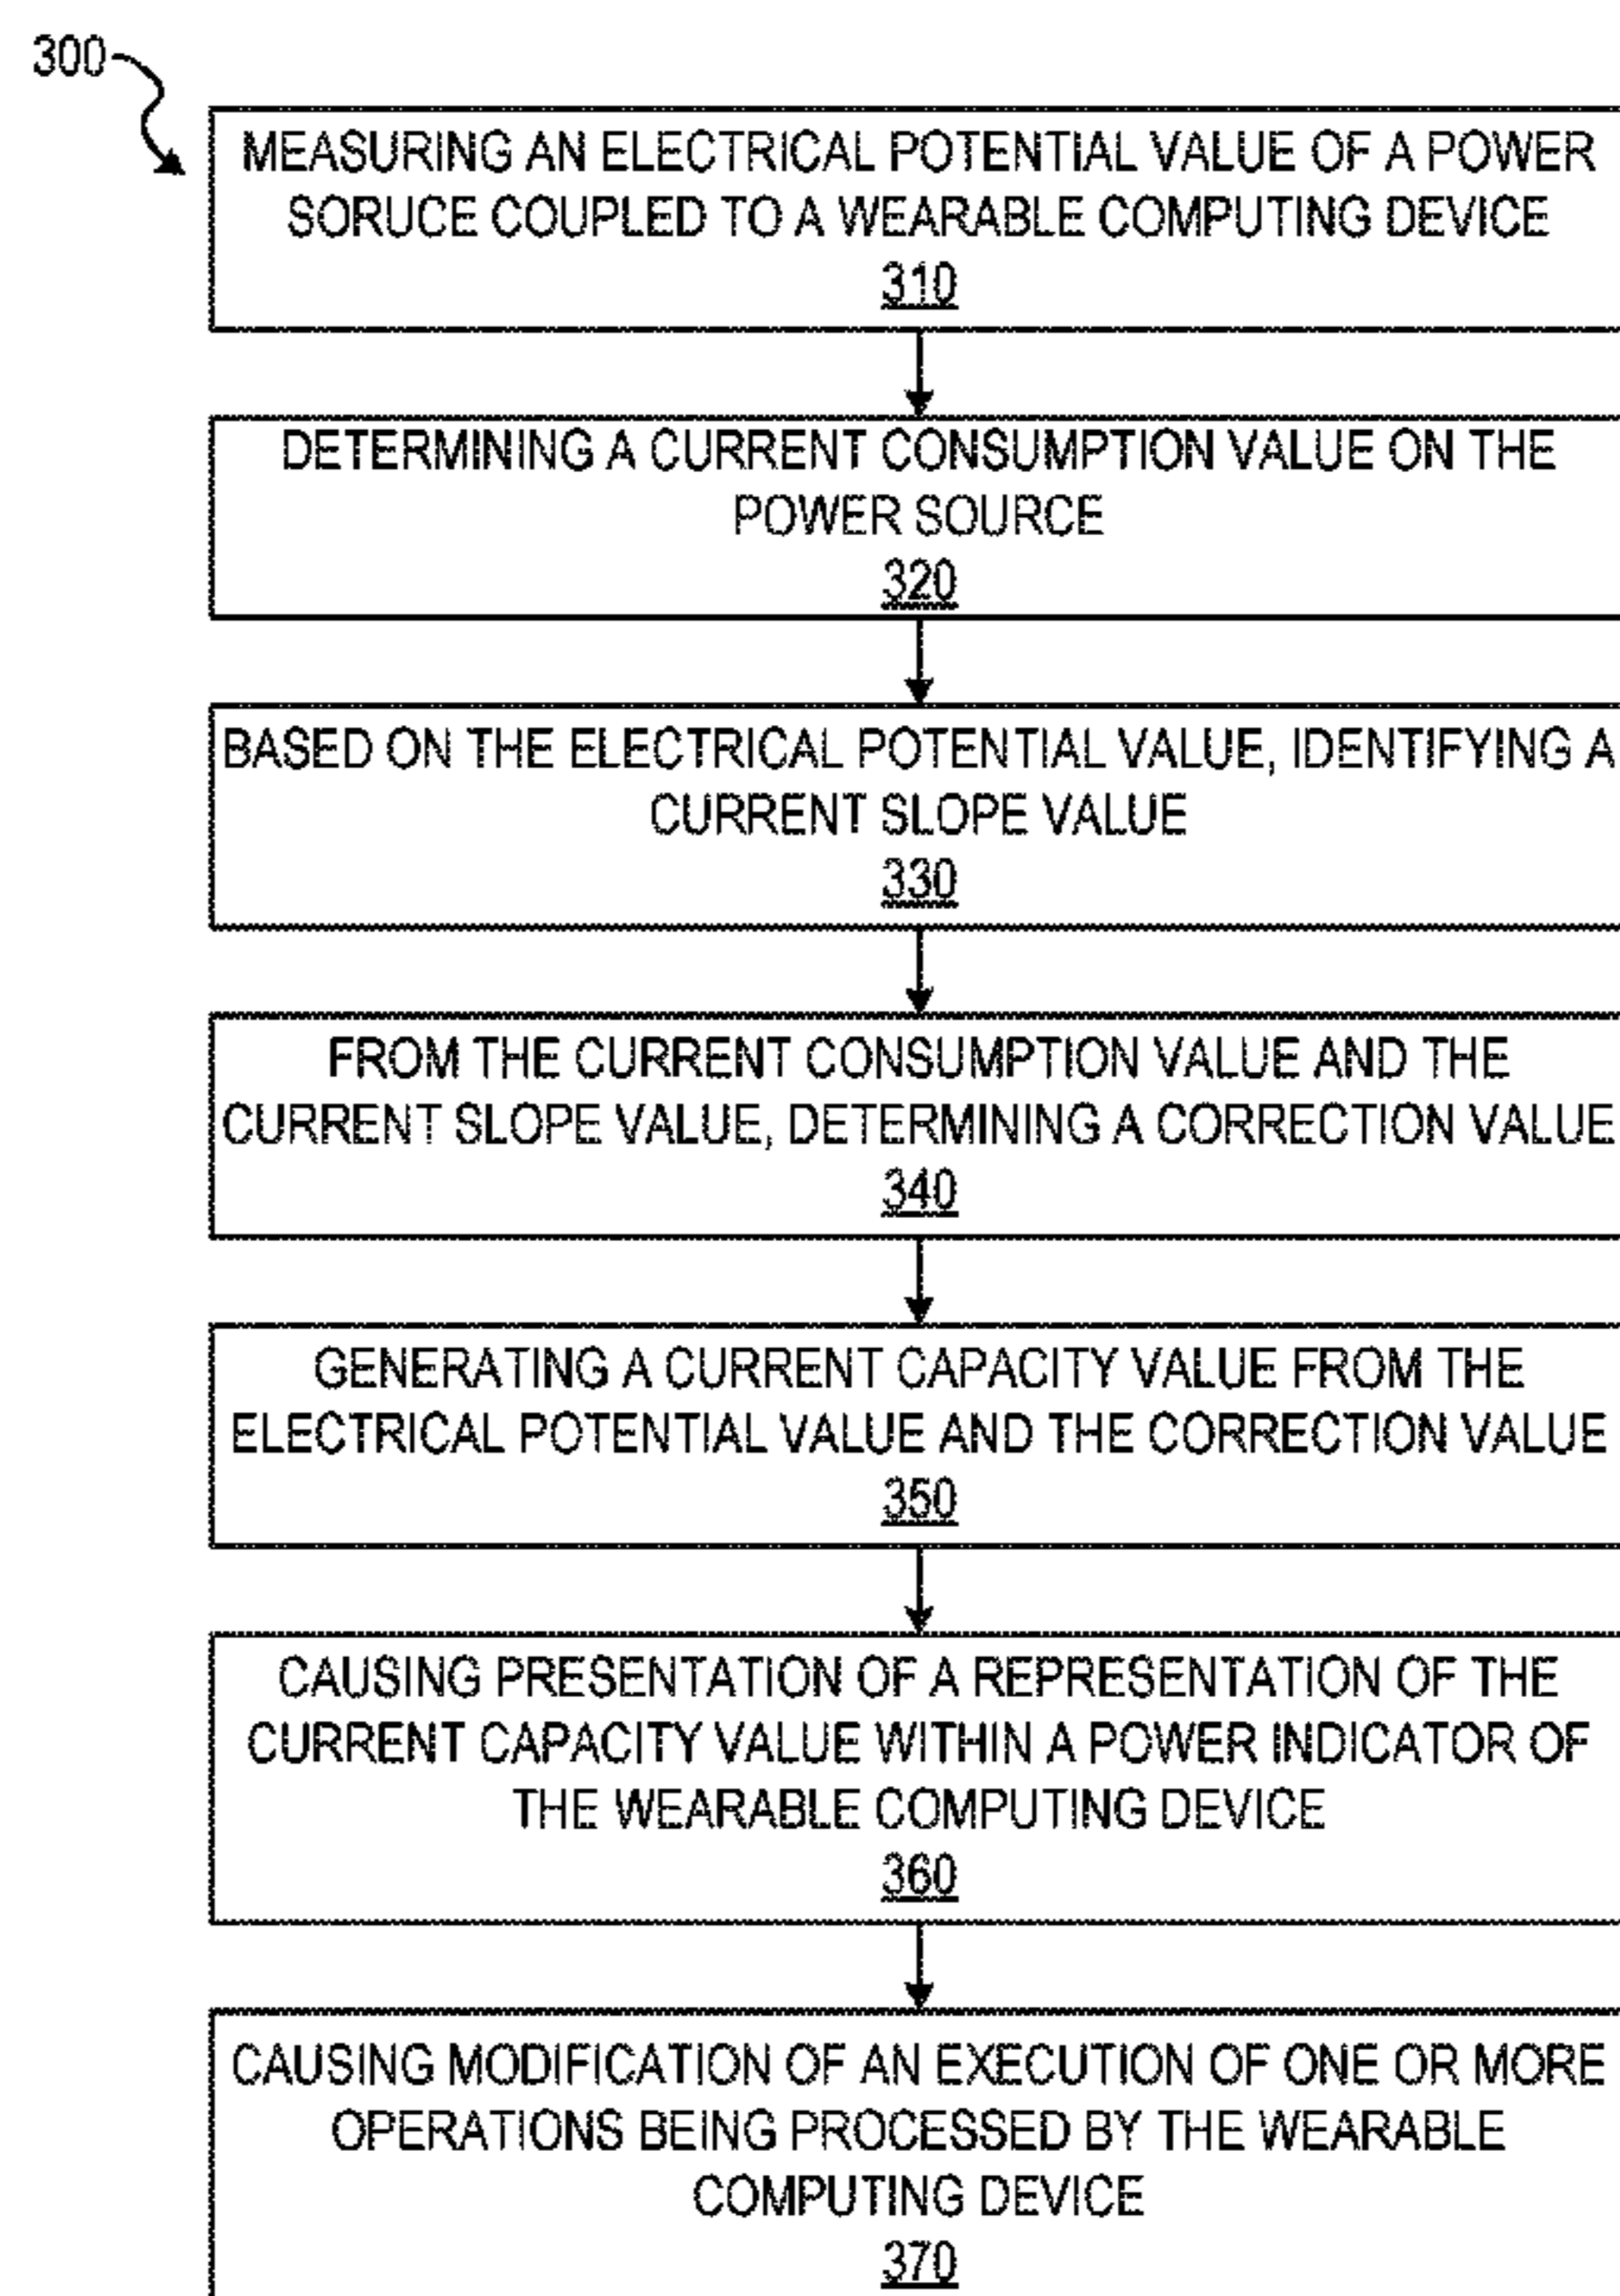 300
MEASURING AN ELECTRICAL POTENTIAL VALUE OF A POWER
SORUCE COUPLED TO A WEARABLE COMPUTING DEVICE
310
DETERMINING A CURRENT CONSUMPTION VALUE ON THE
POWER SOURCE
320
BASED ON THE ELECTRICAL POTENTIAL VALUE, IDENTIFYING A
CURRENT SLOPE VALUE
330
FROM THE CURRENT CONSUMPTION VALUE AND THE
CURRENT SLOPE VALUE, DETERMINING A CORRECTION VALUE
340
GENERATING A CURRENT CAPACITY VALUE FROM THE
ELECTRICAL POTENTIAL VALUE AND THE CORRECTION VALUE
350
CAUSING PRESENTATION OF A REPRESENTATION OF THE
CURRENT CAPACITY VALUE WITHIN A POWER INDICATOR OF
THE WEARABLE COMPUTING DEVICE
360
CAUSING MODIFICATION OF AN EXECUTION OF ONE OR MORE
OPERATIONS BEING PROCESSED BY THE WEARABLE
COMPUTING DEVICE
370